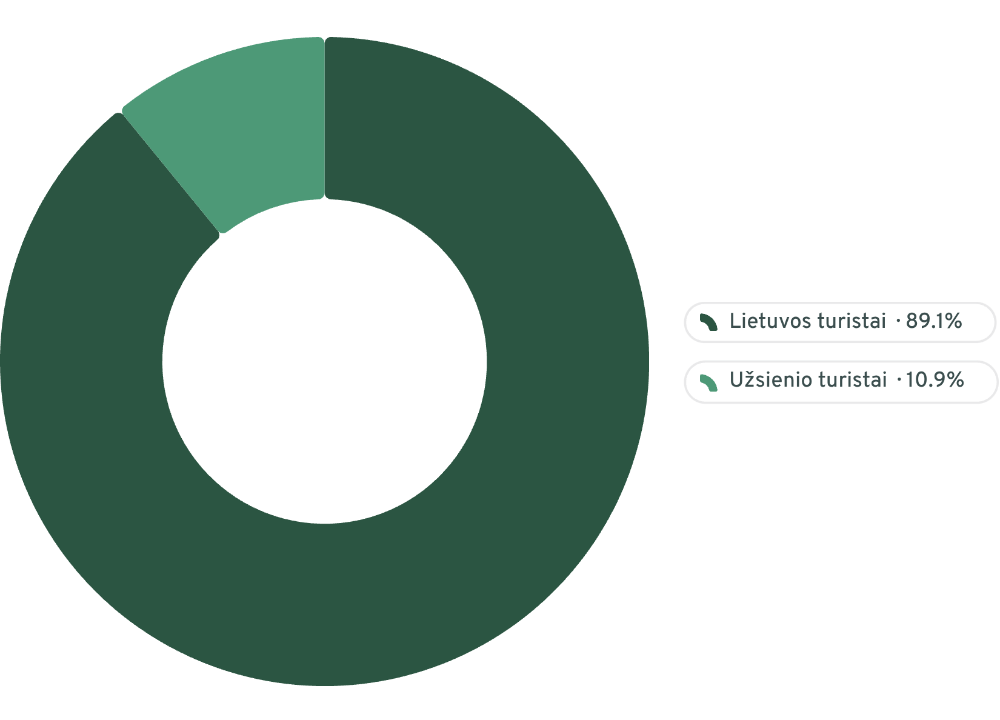 Lietuvos turistai · 89.1%
Užsienio turistai · 10.9%